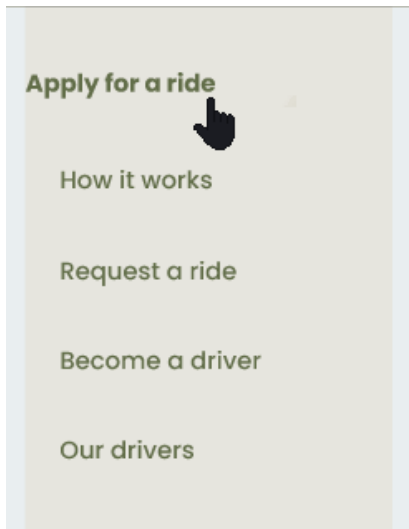 Apply for a ride
How it works
Request a ride
Become a driver
Our drivers